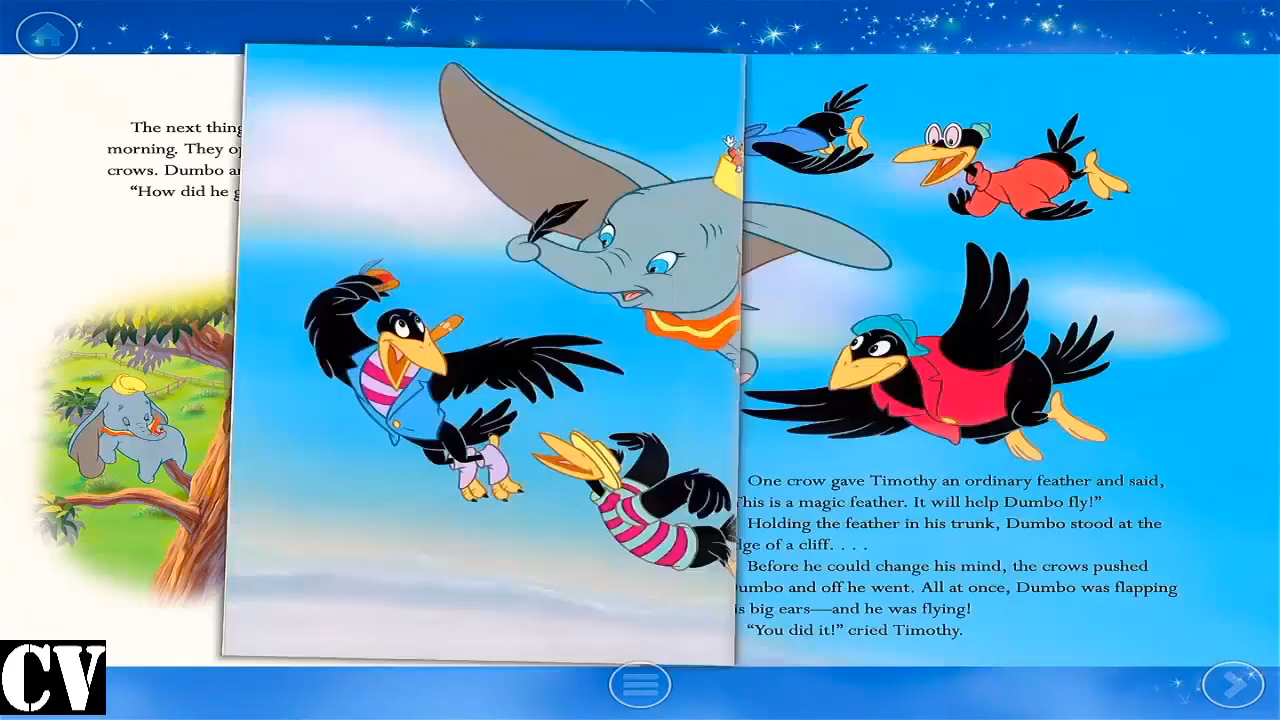 The next thing
morning. They o
crows. Dumbo a
“How did he g
One crow gave Timothy an ordinary feather and said,
his is a magic feather. It will help Dumbo fly!”
Holding the feather in his trunk, Dumbo stood at the
ge of a cliff. . . .
Before he could change his mind, the crows pushed
umbo and off he went. All at once, Dumbo was flapping
is big ears—and he was flying!
“You did it!” cried Timothy.
CV